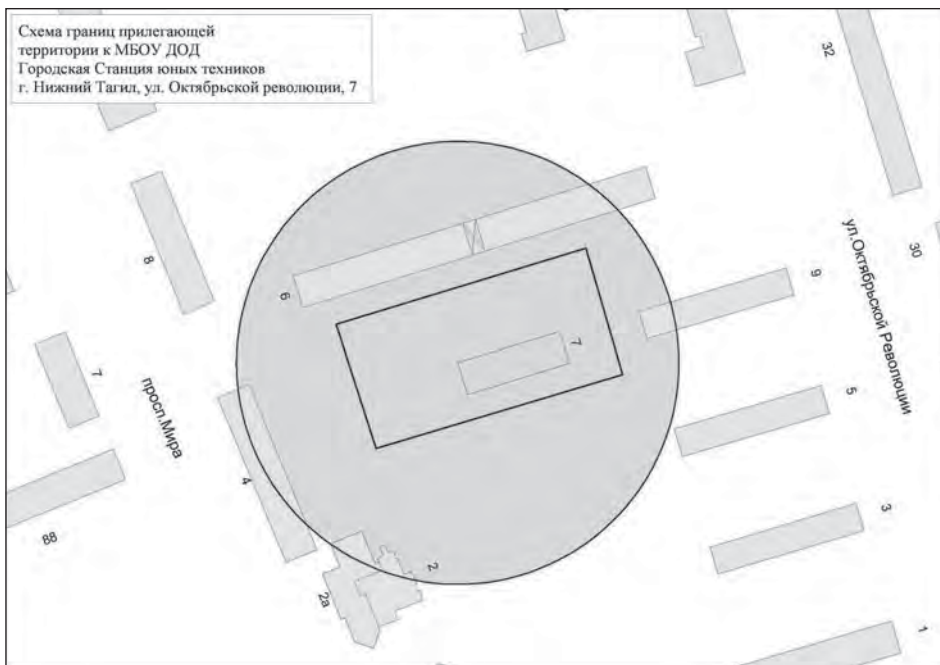 Схема границ прилегающей
территории к МБОУ ДОД
Городская Станция юных техников
г. Нижний Тагил, ул. Октябрьской революции, 7
32
8
6
7
9
ул.Октябрьской Революции
30
7
просп.Мира
5
4
88
3
2
2а
1